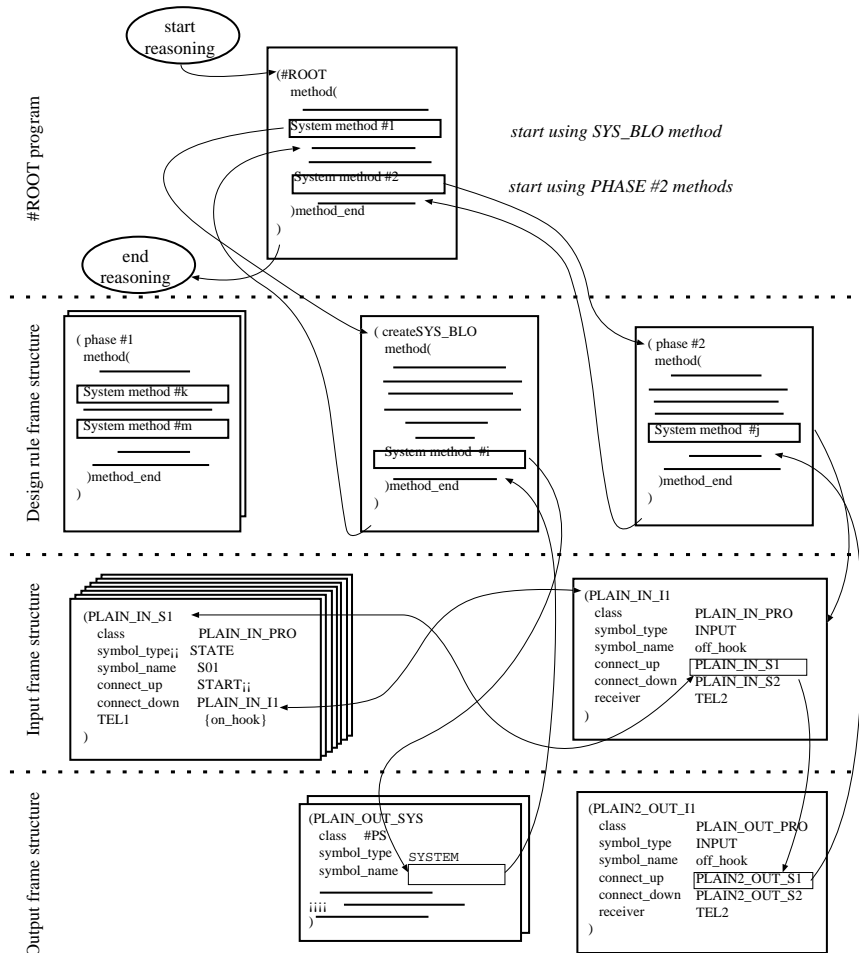 start
reasoning
(#ROOT
method(
System method #1
System method #2
)method_end
)
start using SYS_BLO method
start using PHASE #2 methods
end
reasoning
#ROOT program
( phase #1
method(
System method #k
System method #m
)method_end
)
( createSYS_BLO
method(
System method #i
)method_end
)
( phase #2
method(
System method #j
)method_end
)
Design rule frame structure
(PLAIN_IN_S1
class PLAIN_IN_PRO
symbol_type¡¡ STATE
symbol_name S01
connect_up START¡¡
connect_down PLAIN_IN_I1
TEL1 {on_hook}
)
(PLAIN_IN_I1
class PLAIN_IN_PRO
symbol_type INPUT
symbol_name off_hook
connect_up PLAIN_IN_S1
connect_down PLAIN_IN_S2
receiver TEL2
)
Input frame structure
(PLAIN_OUT_SYS
class #PS
symbol_type SYSTEM
symbol_name
¡¡¡¡
)
(PLAIN2_OUT_I1
class PLAIN_OUT_PRO
symbol_type INPUT
symbol_name off_hook
connect_up PLAIN2_OUT_S1
connect_down PLAIN2_OUT_S2
receiver TEL2
)
Output frame structure